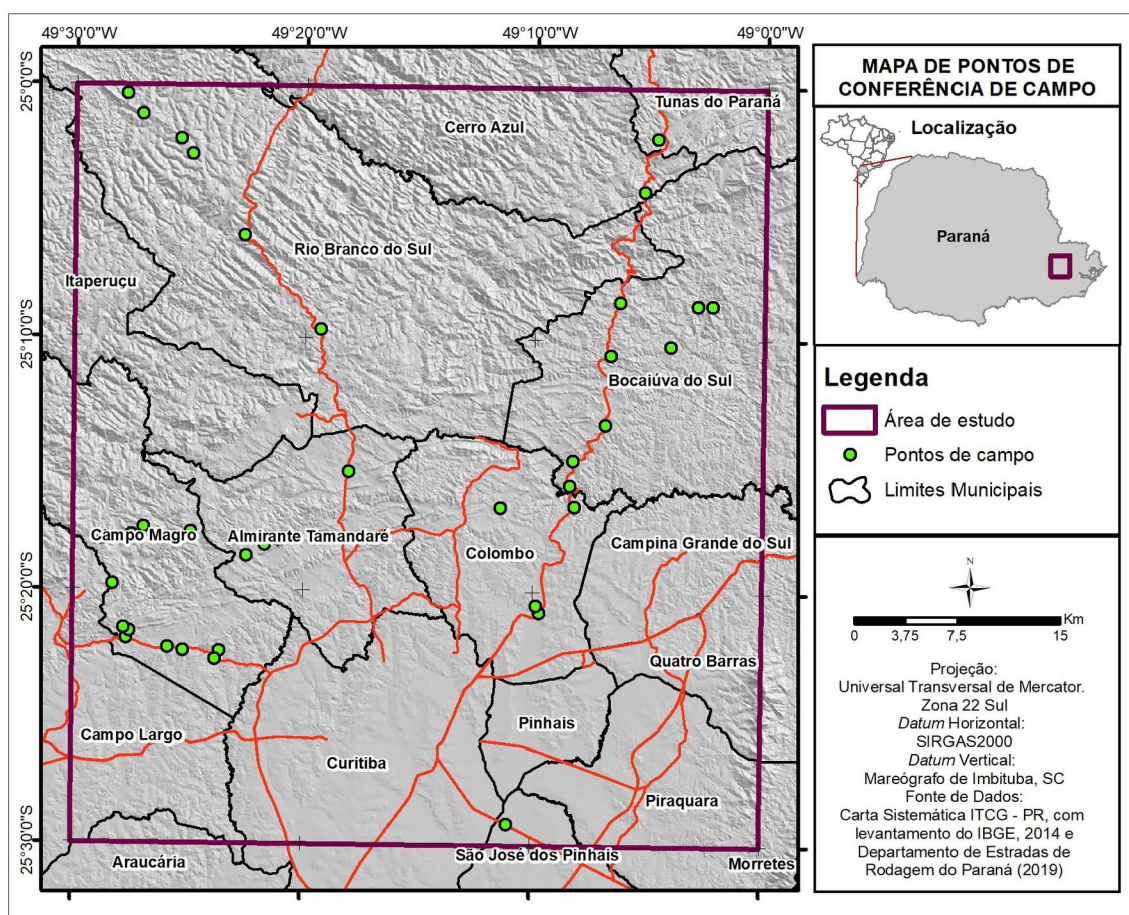 49°30'0"W
49°20'0"W
49°10'0"W
49°0'0"W
25°0'0"S
25°10'0"S
25°20'0"S
25°30'0"S
Tunas do Paraná
Cerro Azul
Rio Branco do Sul
Itaperuçu
Bocaiúva do Sul
Campo Magro
Almirante Tamandaré
Colombo
Campina Grande do Sul
Quatro Barras
Pinhais
Campo Largo
Curitiba
Piraquara
São José dos Pinhais
Araucária
Morretes
MAPA DE PONTOS DE
CONFERÊNCIA DE CAMPO
Localização
Paraná
Legenda
Área de estudo
Pontos de campo
Limites Municipais
N
Km
0 3,75 7,5 15
Projeção:
Universal Transversal de Mercator.
Zona 22 Sul
Datum Horizontal:
SIRGAS2000
Datum Vertical:
Mareógrafo de Imbituba, SC
Fonte de Dados:
Carta Sistemática ITCG - PR, com
levantamento do IBGE, 2014 e
Departamento de Estradas de
Rodagem do Paraná (2019)